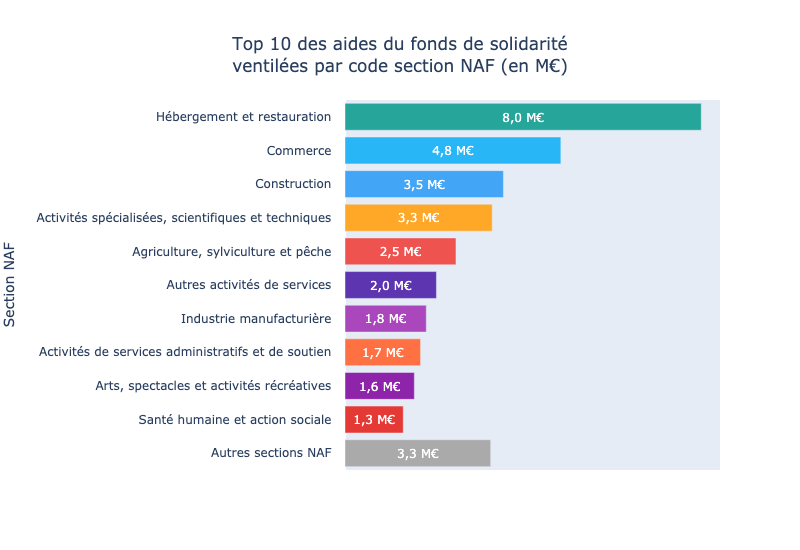 Top 10 des aides du fonds de solidarité
ventilées par code section NAF (en M€)
Section NAF
Hébergement et restauration 8,0 M€
Commerce 4,8 M€
Construction 3,5 M€
Activités spécialisées, scientifiques et techniques 3,3 M€
Agriculture, sylviculture et pêche 2,5 M€
Autres activités de services 2,0 M€
Industrie manufacturière 1,8 M€
Activités de services administratifs et de soutien 1,7 M€
Arts, spectacles et activités récréatives 1,6 M€
Santé humaine et action sociale 1,3 M€
Autres sections NAF 3,3 M€